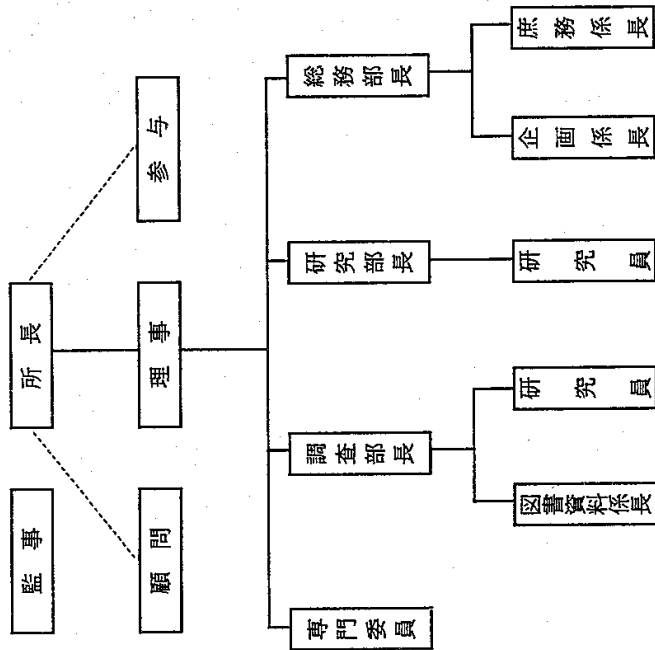 監事
所長
顧問
理事
参与
専門委員
調査部長
研究部長
総務部長
図書資料係長
研究員
研究員
企画係長
庶務係長